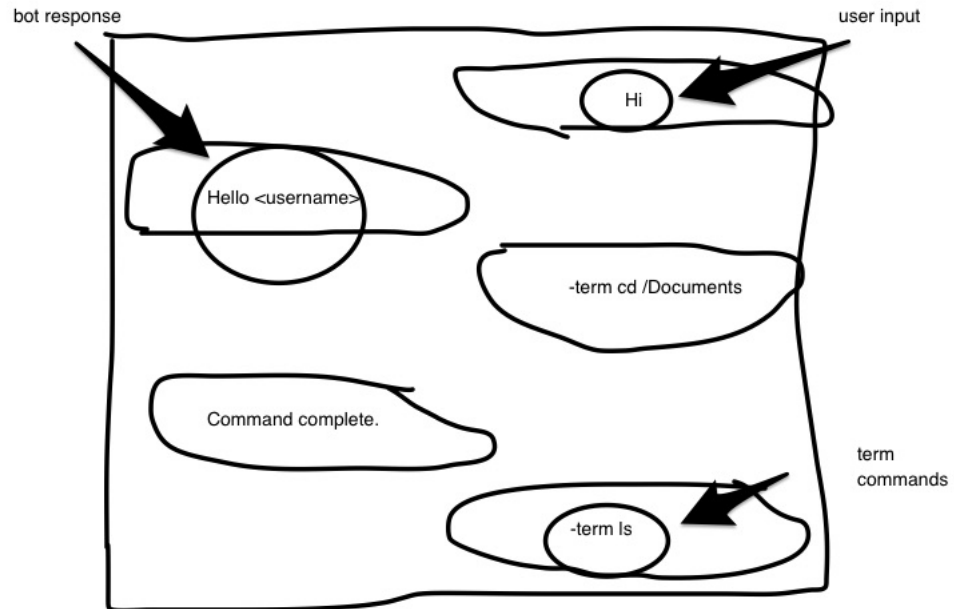 bot response
user input
Hi
Hello <username>
-term cd /Documents
Command complete.
term
commands
-term ls